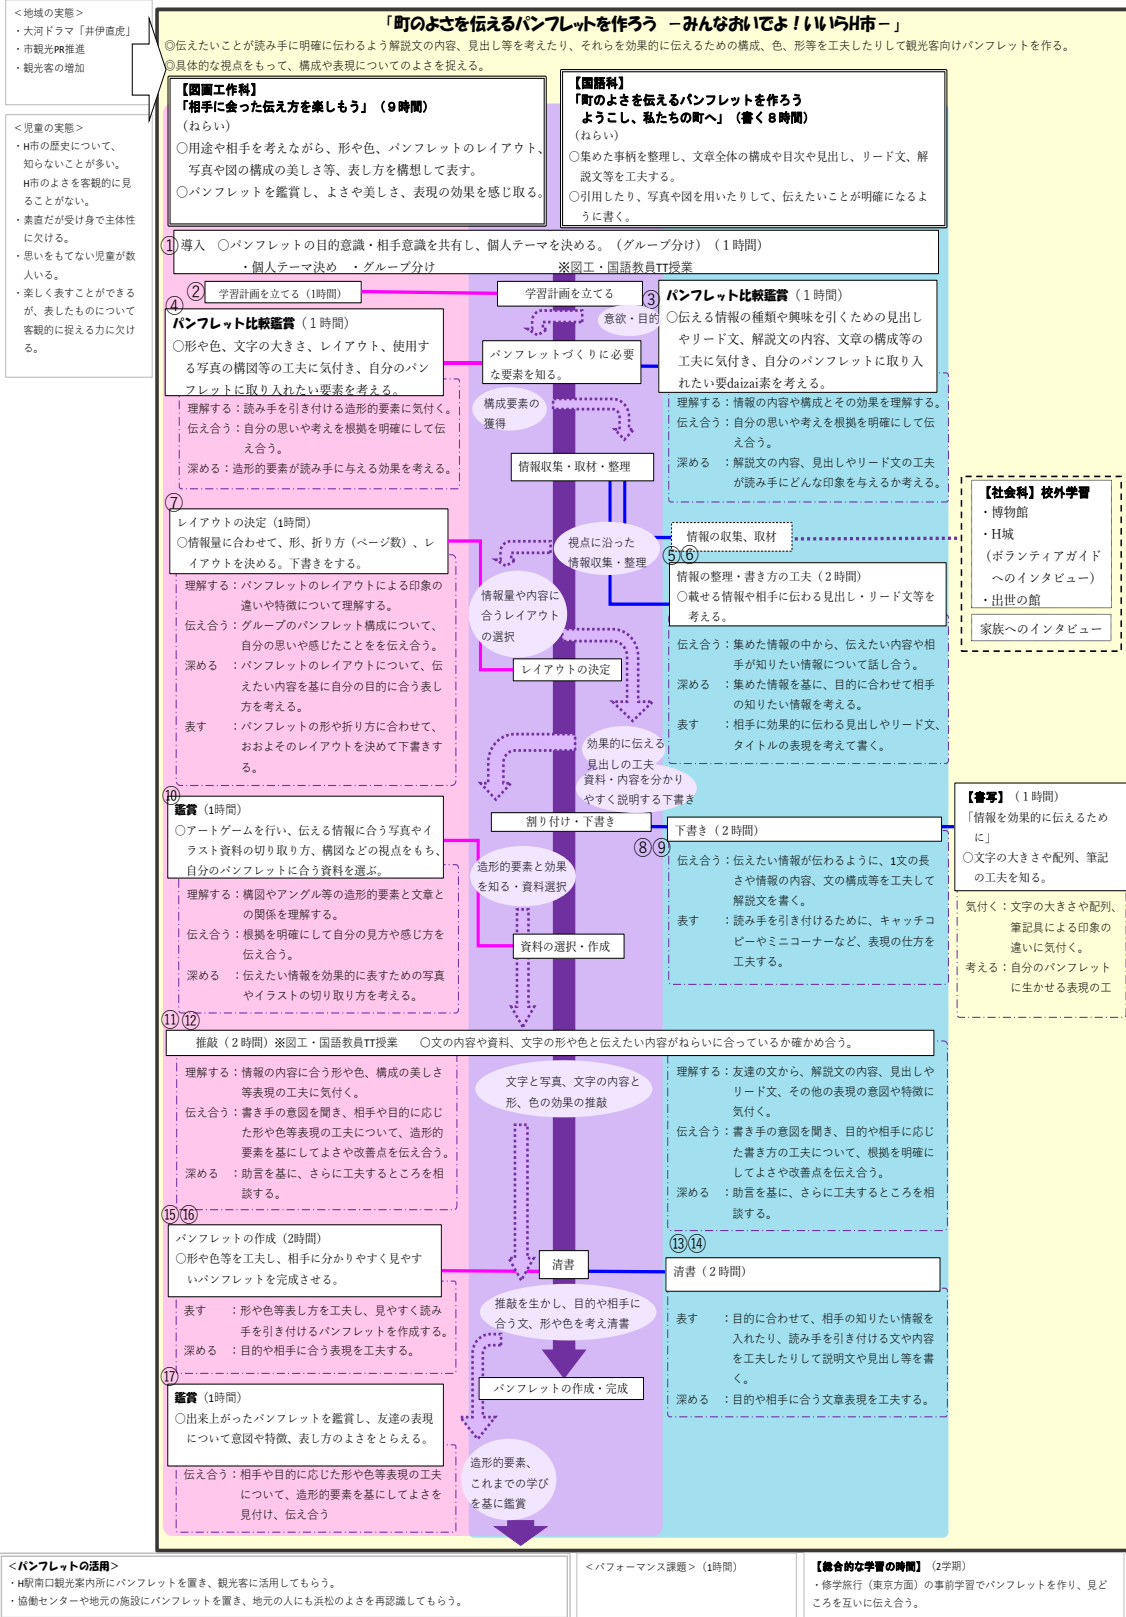 ＜地域の実態＞
・大河ドラマ「井伊直虎」
・市観光PR推進
・観光客の増加
＜児童の実態＞
・H市の歴史について、
知らないことが多い。
H市のよさを客観的に見
ることがない。
・素直だが受け身で主体性
に欠ける。
・思いをもてない児童が数
人いる。
・楽しく表すことができる
が、表したものについて
客観的に捉える力に欠け
る。
「町のよさを伝えるパンフレットを作ろう －みんなおいでよ！いいらH市－」
◎伝えたいことが読み手に明確に伝わるよう解説文の内容、見出し等を考えたり、それらを効果的に伝えるための構成、色、形等を工夫したりして観光客向けパンフレットを作る。
◎具体的な視点をもって、構成や表現についてのよさを捉える。
【図画工作科】
「相手に会った伝え方を楽しもう」（９時間）
（ねらい）
○用途や相手を考えながら、形や色、パンフレットのレイアウト、
写真や図の構成の美しさ等、表し方を構想して表す。
○パンフレットを鑑賞し、よさや美しさ、表現の効果を感じ取る。
【国語科】
「町のよさを伝えるパンフレットを作ろう
ようこし、私たちの町へ」（書く８時間）
（ねらい）
○集めた事柄を整理し、文章全体の構成や目次や見出し、リード文、解
説文等を工夫する。
○引用したり、写真や図を用いたりして、伝えたいことが明確になるよ
うに書く。
① 導入　○パンフレットの目的意識・相手意識を共有し、個人テーマを決める。（グループ分け）（１時間）
・個人テーマ決め　・グループ分け　　※図工・国語教員TT授業
② 学習計画を立てる（1時間）
学習計画を立てる
意欲・目的
③ パンフレット比較鑑賞（１時間）
○伝える情報の種類や興味を引くための見出し
やリード文、解説文の内容、文章の構成等の
工夫に気付き、自分のパンフレットに取り入
れたい要daizai素を考える。
理解する：情報の内容や構成とその効果を理解する。
伝え合う：自分の思いや考えを根拠を明確にして伝
え合う。
深める　：解説文の内容、見出しやリード文の工夫
が読み手にどんな印象を与えるか考える。
④
パンフレット比較鑑賞（１時間）
○形や色、文字の大きさ、レイアウト、使用す
る写真の構図等の工夫に気付き、自分のパン
フレットに取り入れたい要素を考える。
理解する：読み手を引き付ける造形的要素に気付く。
伝え合う：自分の思いや考えを根拠を明確にして伝
え合う。
深める：造形的要素が読み手に与える効果を考える。
パンフレットづくりに必要
な要素を知る。
構成要素の
獲得
情報収集・取材・整理
視点に沿った
情報収集・整理
情報の収集、取材
⑤⑥
情報の整理・書き方の工夫（２時間）
○載せる情報や相手に伝わる見出し・リード文等を
考える。
伝え合う：集めた情報の中から、伝えたい内容や相
手が知りたい情報について話し合う。
深める　：集めた情報を基に、目的に合わせて相手
の知りたい情報を考える。
表す　　：相手に効果的に伝わる見出しやリード文、
タイトルの表現を考えて書く。
【社会科】校外学習
・博物館
・H城
（ボランティアガイド
へのインタビュー）
・出世の館
家族へのインタビュー
⑦
レイアウトの決定（1時間）
○情報量に合わせて、形、折り方（ページ数）、レ
イアウトを決める。下書きをする。
理解する：パンフレットのレイアウトによる印象の
違いや特徴について理解する。
伝え合う：グループのパンフレット構成について、
自分の思いや感じたことをを伝え合う。
深める　：パンフレットのレイアウトについて、伝
えたい内容を基に自分の目的に合う表し
方を考える。
表す　　：パンフレットの形や折り方に合わせて、
おおよそのレイアウトを決めて下書きす
る。
情報量や内容に
合うレイアウト
の選択
レイアウトの決定
効果的に伝える
見出しの工夫
資料・内容を分かり
やすく説明する下書き
割り付け・下書き
⑧⑨
下書き（２時間）
伝え合う：伝えたい情報が伝わるように、1文の長
さや情報の内容、文の構成等を工夫して
解説文を書く。
表す　　：読み手を引き付けるために、キャッチコ
ピーやミニコーナーなど、表現の仕方を
工夫する。
【書写】（１時間）
「情報を効果的に伝えるため
に」
○文字の大きさや配列、筆記
の工夫を知る。
気付く：文字の大きさや配列、
筆記具による印象の
違いに気付く。
考える：自分のパンフレット
に生かせる表現の工
⑩
鑑賞（1時間）
○アートゲームを行い、伝える情報に合う写真やイ
ラスト資料の切り取り方、構図などの視点をもち、
自分のパンフレットに合う資料を選ぶ。
理解する：構図やアングル等の造形的要素と文章と
の関係を理解する。
伝え合う：根拠を明確にして自分の見方や感じ方を
伝え合う。
深める　：伝えたい情報を効果的に表すための写真
やイラストの切り取り方を考える。
造形的要素と効果
を知る・資料選択
資料の選択・作成
⑪ ⑫
推敲（２時間）※図工・国語教員TT授業　　○文の内容や資料、文字の形や色と伝えたい内容がねらいに合っているか確かめ合う。
理解する：情報の内容に合う形や色、構成の美しさ
等表現の工夫に気付く。
伝え合う：書き手の意図を聞き、相手や目的に応じ
た形や色等表現の工夫について、造形的
要素を基にしてよさや改善点を伝え合う。
深める　：助言を基に、さらに工夫するところを相
談する。
文字と写真、文字の内容と
形、色の効果の推敲
理解する：友達の文から、解説文の内容、見出しや
リード文、その他の表現の意図や特徴に
気付く。
伝え合う：書き手の意図を聞き、目的や相手に応じ
た書き方の工夫について、根拠を明確に
してよさや改善点を伝え合う。
深める　：助言を基に、さらに工夫するところを相
談する。
⑬⑭
清書（２時間）
表す　　：目的に合わせて、相手の知りたい情報を
入れたり、読み手を引き付ける文や内容
を工夫したりして説明文や見出し等を書
く。
深める　：目的や相手に合う文章表現を工夫する。
⑮⑯
パンフレットの作成（2時間）
○形や色等を工夫し、相手に分かりやすく見やす
いパンフレットを完成させる。
表す　　：形や色等表し方を工夫し、見やすく読み
手を引き付けるパンフレットを作成する。
深める　：目的や相手に合う表現を工夫する。
清書
推敲を生かし、目的や相手に
合う文、形や色を考え清書
パンフレットの作成・完成
⑰
鑑賞（1時間）
○出来上がったパンフレットを鑑賞し、友達の表現
について意図や特徴、表し方のよさをとらえる。
伝え合う：相手や目的に応じた形や色等表現の工夫
について、造形的要素を基にしてよさを
見付け、伝え合う
造形的要素、
これまでの学び
を基に鑑賞
＜パンフレットの活用＞
・H駅南口観光案内所にパンフレットを置き、観光客に活用してもらう。
・協働センターや地元の施設にパンフレットを置き、地元の人にも浜松のよさを再認識してもらう。
＜パフォーマンス課題＞（1時間）
【総合的な学習の時間】（2学期）
・修学旅行（東京方面）の事前学習でパンフレットを作り、見ど
ころを互いに伝え合う。